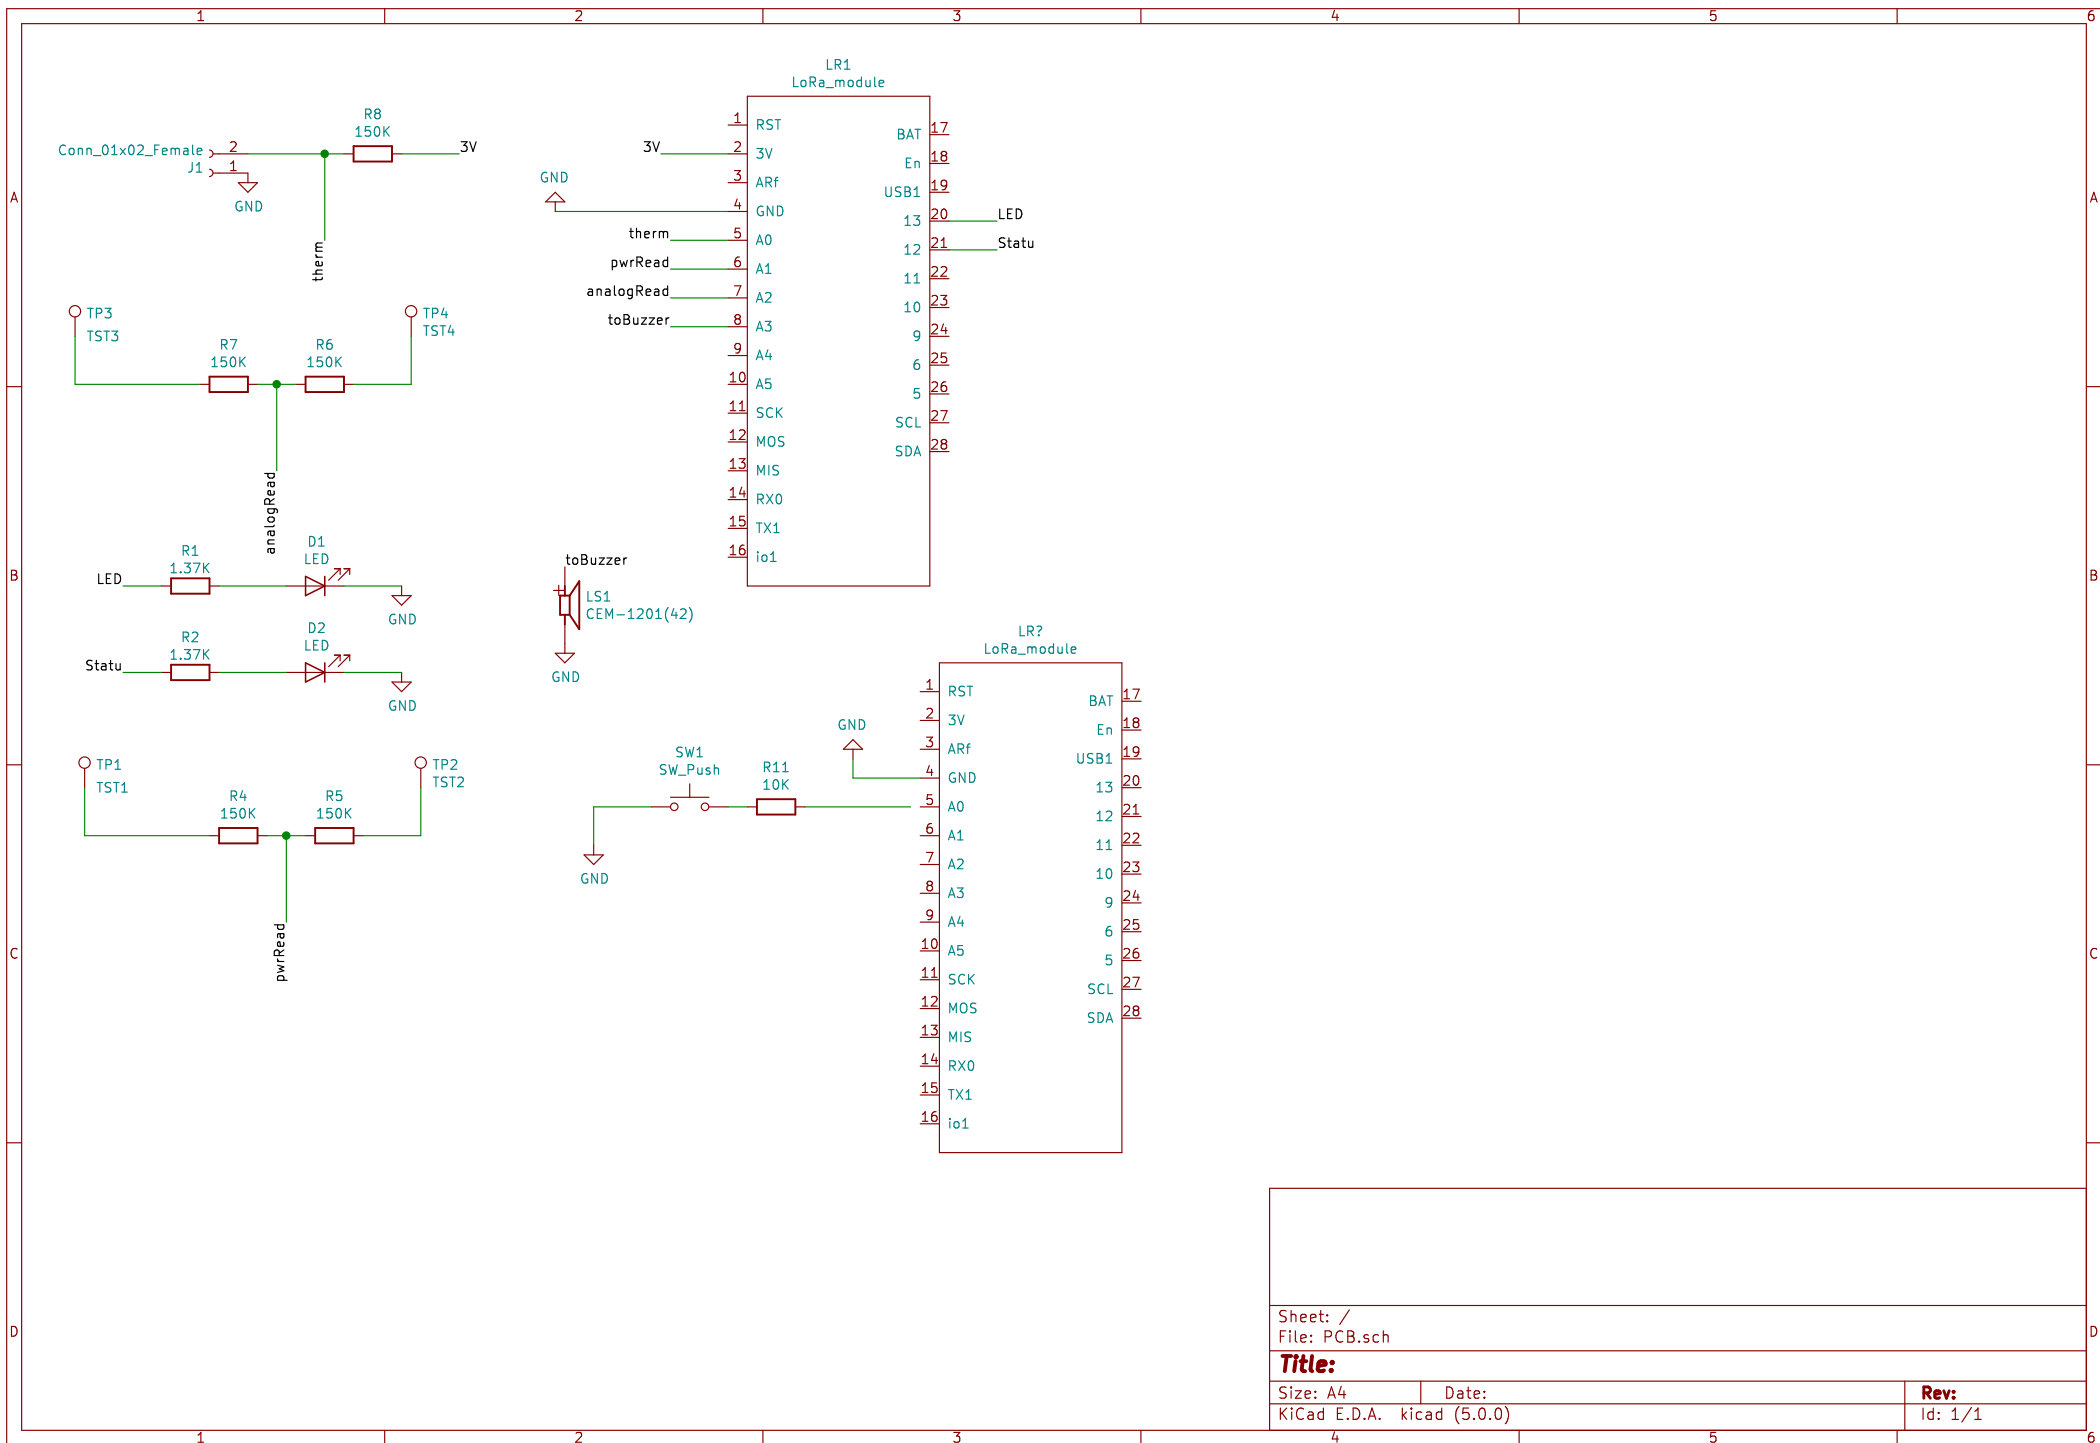 1 2 3 4 5 6
A
B
C
D
A
B
C
D
1 2 3 4 5 6
R8
150K
Conn_01x02_Female
J1
2
1
3V
GND
therm
TP3
TST3
TP4
TST4
R7
150K
R6
150K
analogRead
R1
1.37K
D1
LED
LED
GND
R2
1.37K
D2
LED
Statu
GND
TP1
TST1
TP2
TST2
R4
150K
R5
150K
pwrRead
toBuzzer
LS1
CEM-1201(42)
GND
LR1
LoRa_module
3V
GND
therm
pwrRead
analogRead
toBuzzer
1 RST
2 3V
3 ARf
4 GND
5 A0
6 A1
7 A2
8 A3
9 A4
10 A5
11 SCK
12 MOS
13 MIS
14 RX0
15 TX1
16 io1
BAT 17
En 18
USB1 19
13 20
12 21
11 22
10 23
9 24
6 25
5 26
SCL 27
SDA 28
LED
Statu
LR?
LoRa_module
GND
SW1
SW_Push
R11
10K
GND
1 RST
2 3V
3 ARf
4 GND
5 A0
6 A1
7 A2
8 A3
9 A4
10 A5
11 SCK
12 MOS
13 MIS
14 RX0
15 TX1
16 io1
BAT 17
En 18
USB1 19
13 20
12 21
11 22
10 23
9 24
6 25
5 26
SCL 27
SDA 28
Sheet: /
File: PCB.sch
Title:
Size: A4 Date: Rev:
KiCad E.D.A. kicad (5.0.0) Id: 1/1